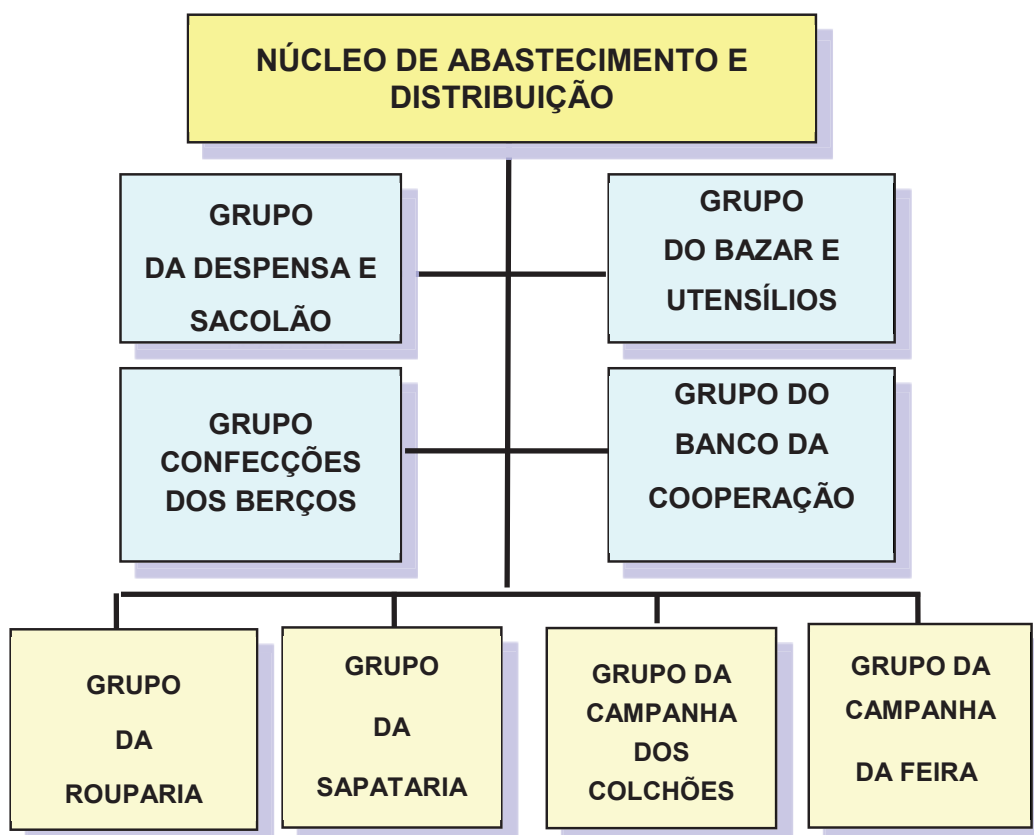 NÚCLEO DE ABASTECIMENTO E
DISTRIBUIÇÃO
GRUPO
DA DESPENSA E
SACOLÃO
GRUPO
DO BAZAR E
UTENSÍLIOS
GRUPO
CONFECÇÕES
DOS BERÇOS
GRUPO DO
BANCO DA
COOPERAÇÃO
GRUPO
DA
ROUPARIA
GRUPO
DA
SAPATARIA
GRUPO DA
CAMPANHA
DOS
COLCHÕES
GRUPO DA
CAMPANHA
DA FEIRA